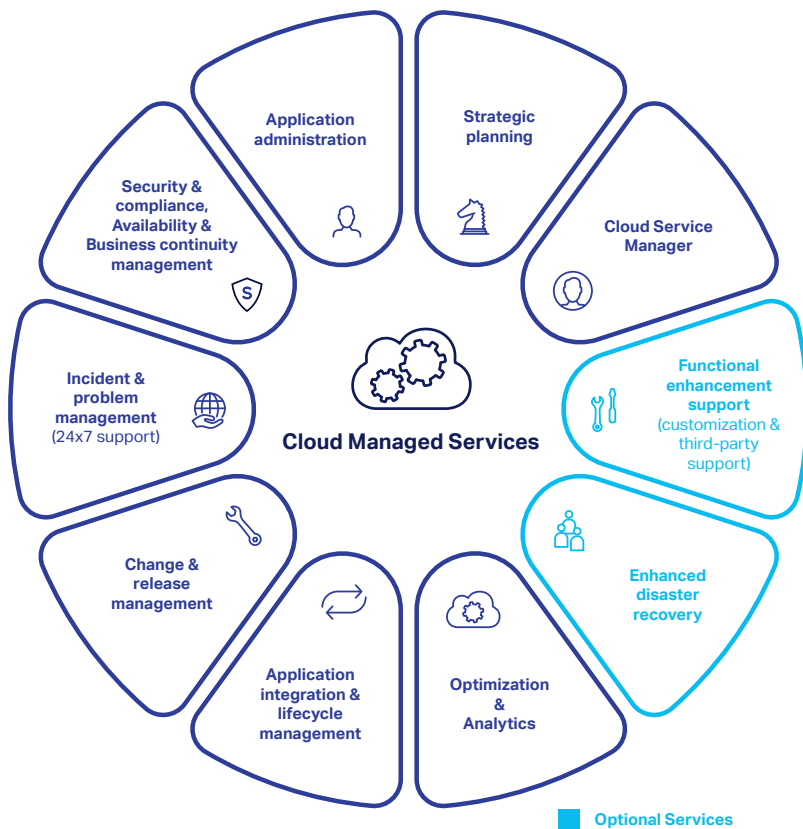 Application
administration
Strategic
planning
Security &
compliance,
Availability &
Business continuity
management
S
Cloud Service
Manager
Incident &
problem
management
(24x7 support)
Cloud Managed Services
Functional
enhancement
support
(customization &
third-party
support)
Change &
release
management
Enhanced
disaster
recovery
Application
integration &
lifecycle
management
Optimization
&
Analytics
Optional Services